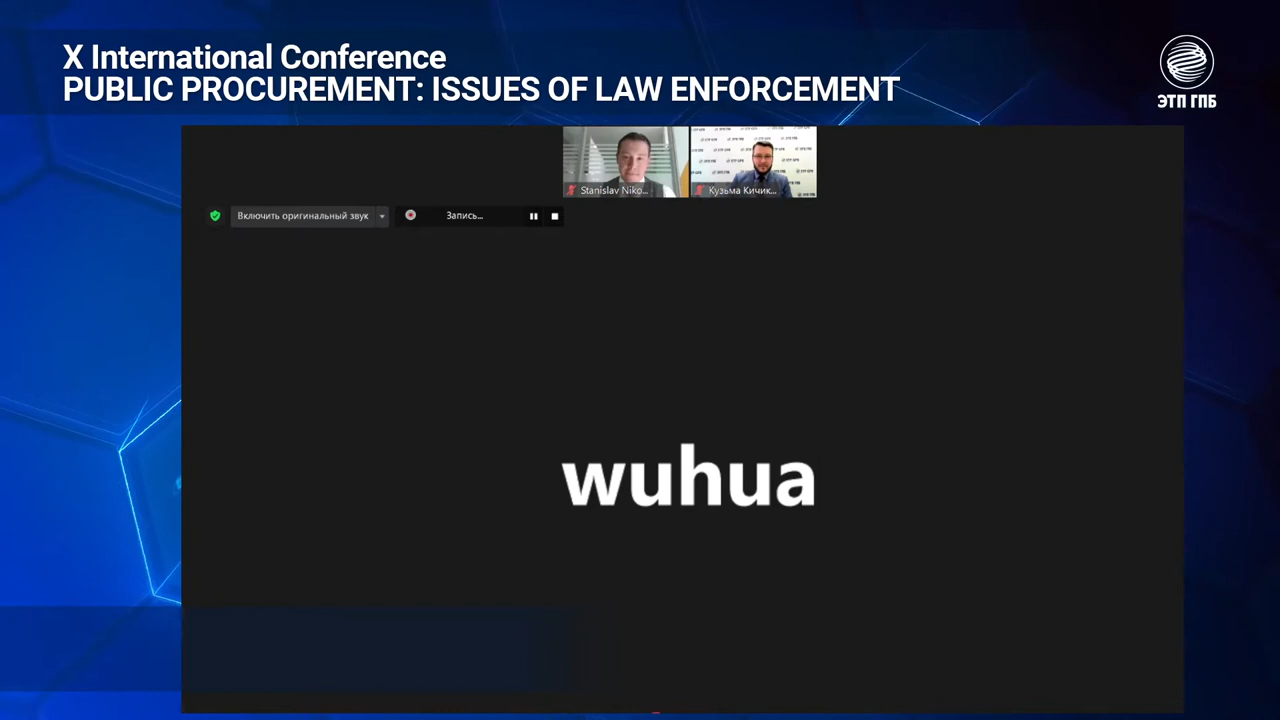 X International Conference
PUBLIC PROCUREMENT: ISSUES OF LAW ENFORCEMENT
ЭТП ГПБ
Stanislav Niko...
Кузьма Кичик...
Включить оригинальный звук
Запись...
wuhua